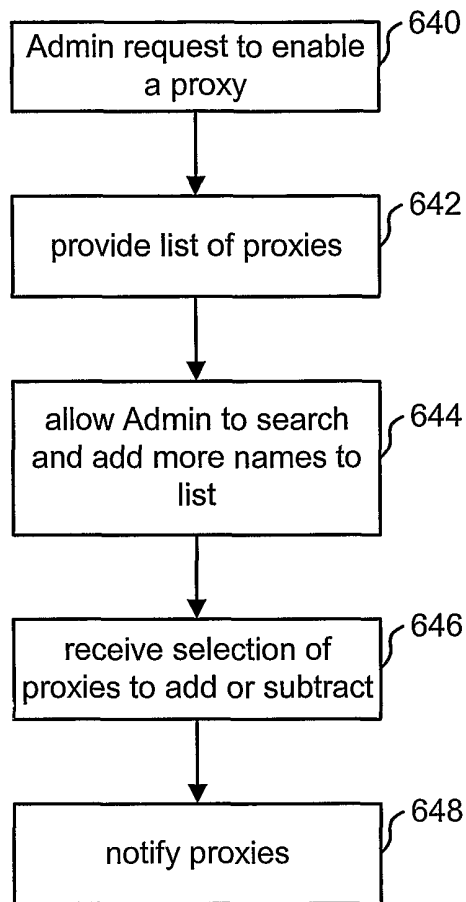 640
Admin request to enable
a proxy
642
provide list of proxies
644
allow Admin to search
and add more names to
list
646
receive selection of
proxies to add or subtract
648
notify proxies